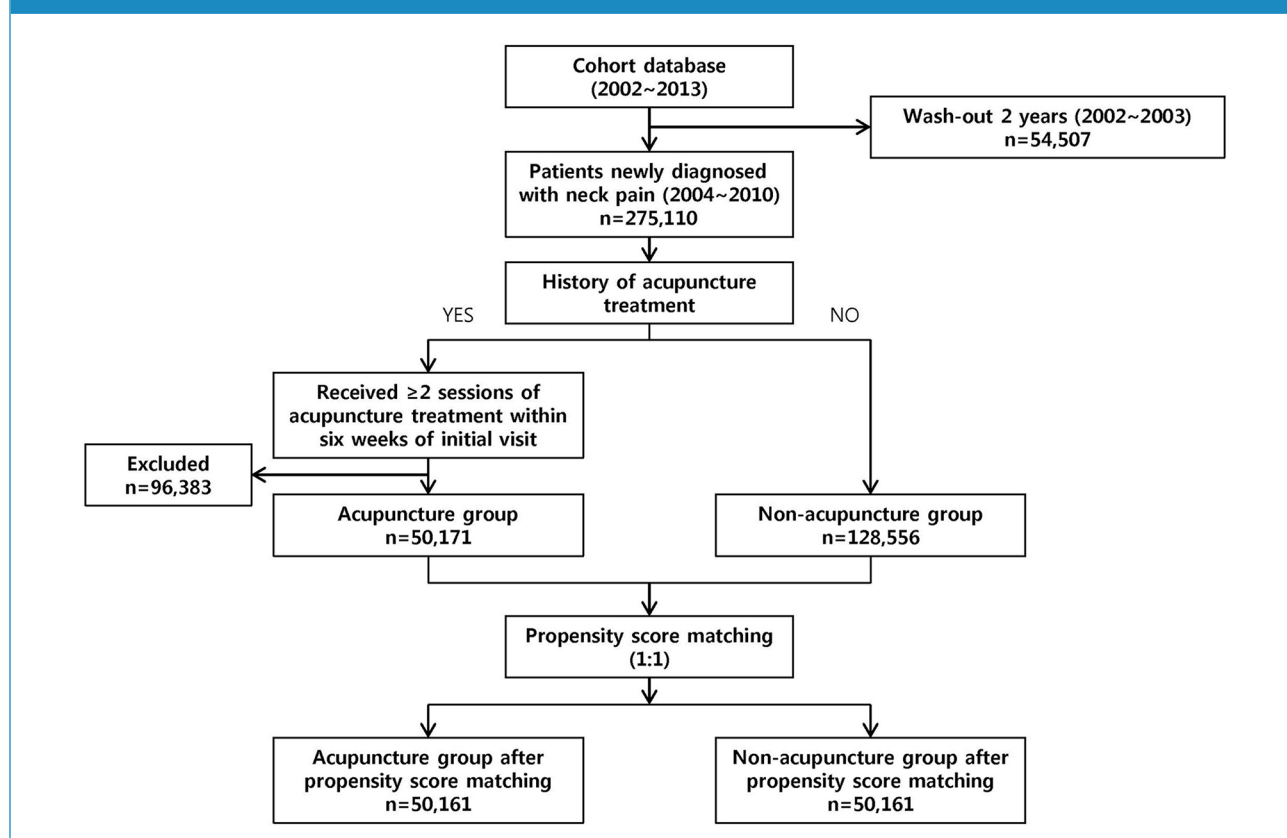 Cohort database
(2002~2013)
Wash-out 2 years (2002~2003)
n=54,507
Patients newly diagnosed
with neck pain (2004~2010)
n=275,110
History of acupuncture
treatment
YES
NO
Received ≥2 sessions of
acupuncture treatment within
six weeks of initial visit
Excluded
n=96,383
Acupuncture group
n=50,171
Non-acupuncture group
n=128,556
Propensity score matching
(1:1)
Acupuncture group after
propensity score matching
n=50,161
Non-acupuncture group after
propensity score matching
n=50,161